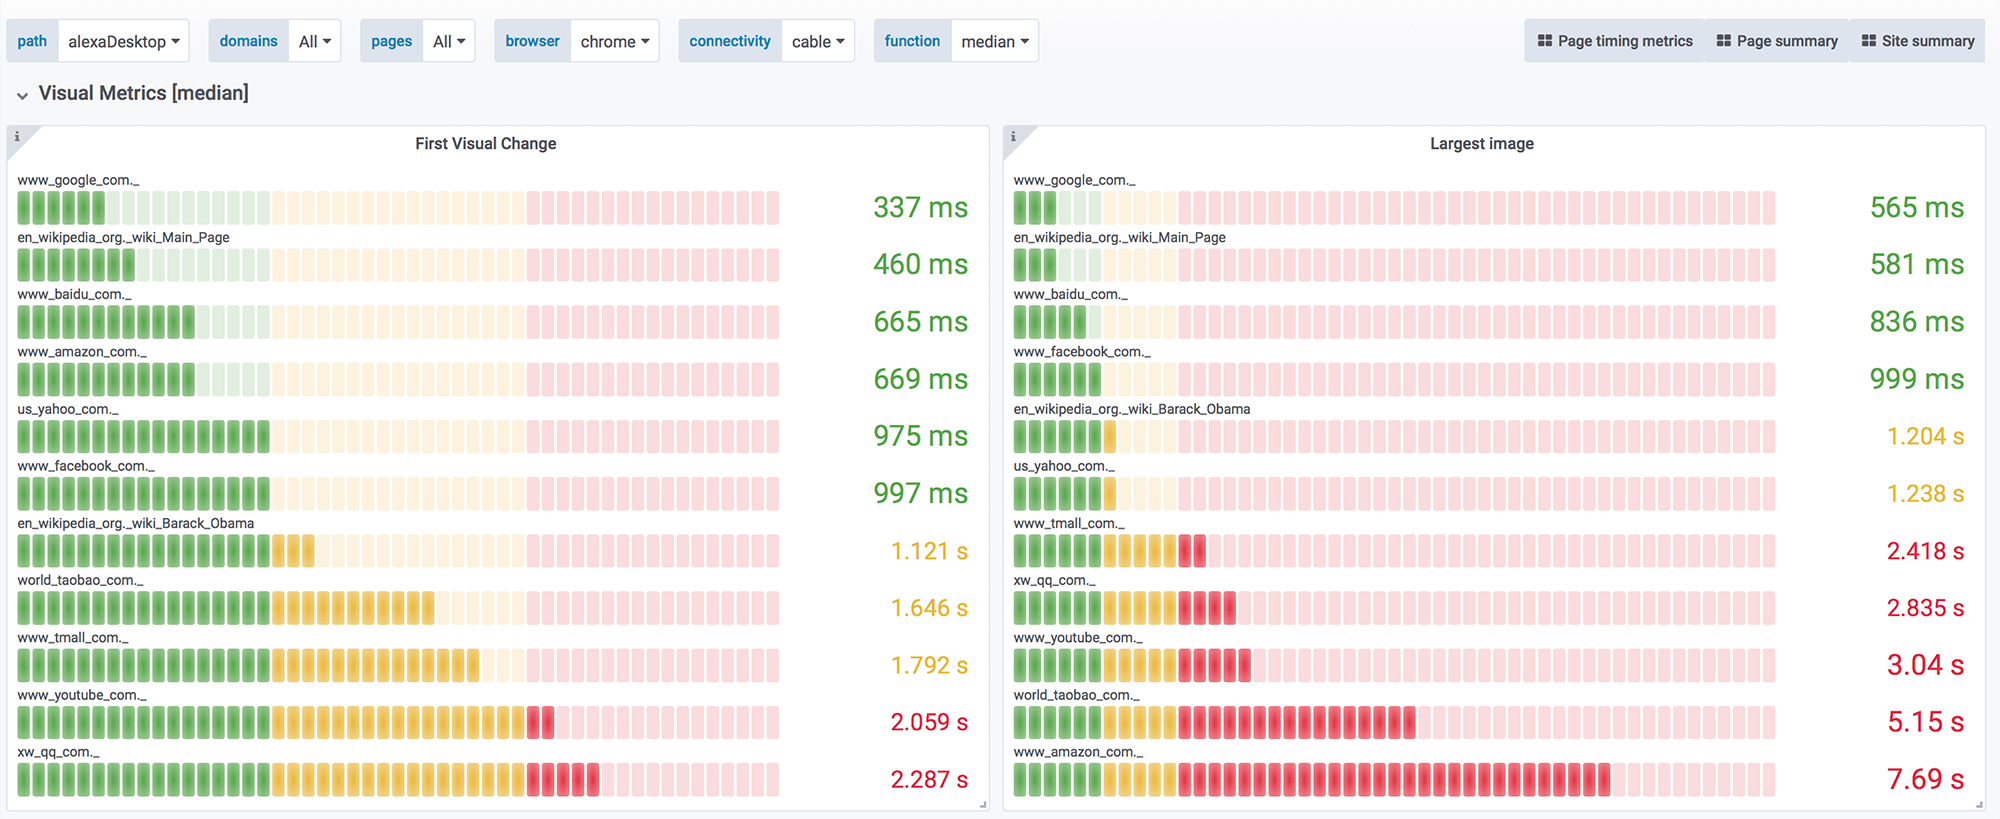 path alexaDesktop domains All pages All browser chrome connectivity cable function median Page timing metrics Page summary Site summary
Visual Metrics [median]
i First Visual Change
www_google_com._
337 ms
en_wikipedia_org._wiki_Main_Page
460 ms
www_baidu_com._
665 ms
www_amazon_com._
669 ms
us_yahoo_com._
975 ms
www_facebook_com._
997 ms
en_wikipedia_org._wiki_Barack_Obama
1.121 s
world_taobao_com._
1.646 s
www_tmall_com._
1.792 s
www_youtube_com._
2.059 s
xw_qq_com._
2.287 s
i Largest image
www_google_com._
565 ms
en_wikipedia_org._wiki_Main_Page
581 ms
www_baidu_com._
836 ms
www_facebook_com._
999 ms
en_wikipedia_org._wiki_Barack_Obama
1.204 s
us_yahoo_com._
1.238 s
www_tmall_com._
2.418 s
xw_qq_com._
2.835 s
www_youtube_com._
3.04 s
world_taobao_com._
5.15 s
www_amazon_com._
7.69 s